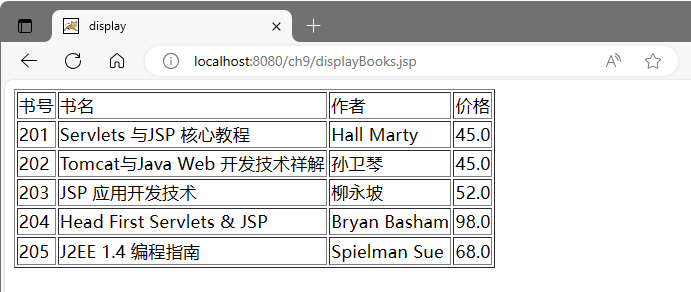 display
localhost:8080/ch9/displayBooks.jsp
书号 书名 作者 价格
201 Servlets 与JSP 核心教程 Hall Marty 45.0
202 Tomcat与Java Web 开发技术祥解 孙卫琴 45.0
203 JSP 应用开发技术 柳永坡 52.0
204 Head First Servlets & JSP Bryan Basham 98.0
205 J2EE 1.4 编程指南 Spielman Sue 68.0